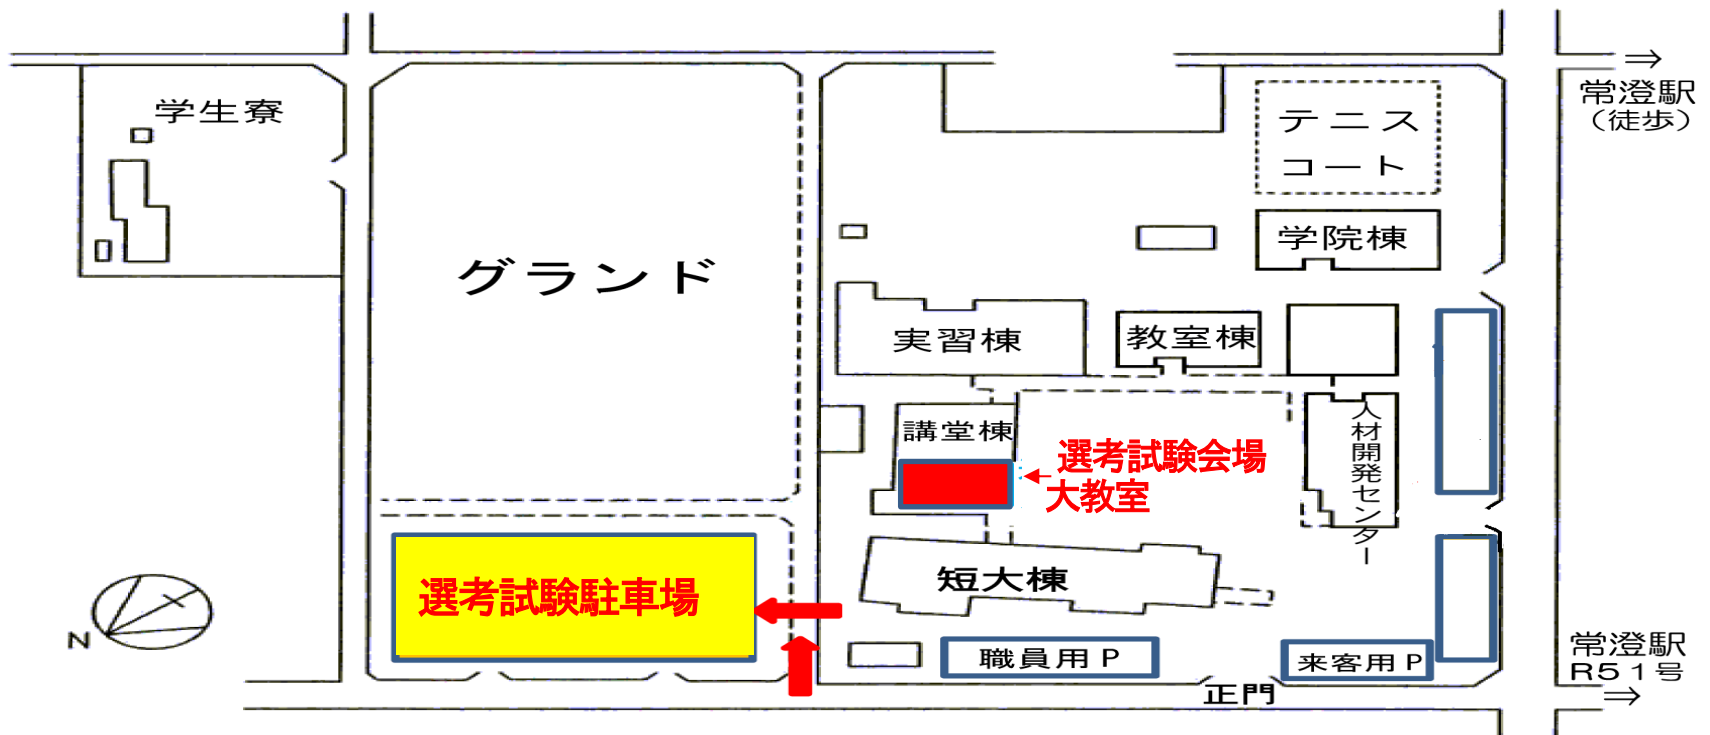 ⇒
常澄駅
（徒歩）
学生寮
テニス
コート
学院棟
グランド
実習棟
教室棟
人材開発センター
講堂棟
選考試験会場
大教室
短大棟
選考試験駐車場
N
職員用P
来客用P
正門
常澄駅
R51号
⇒